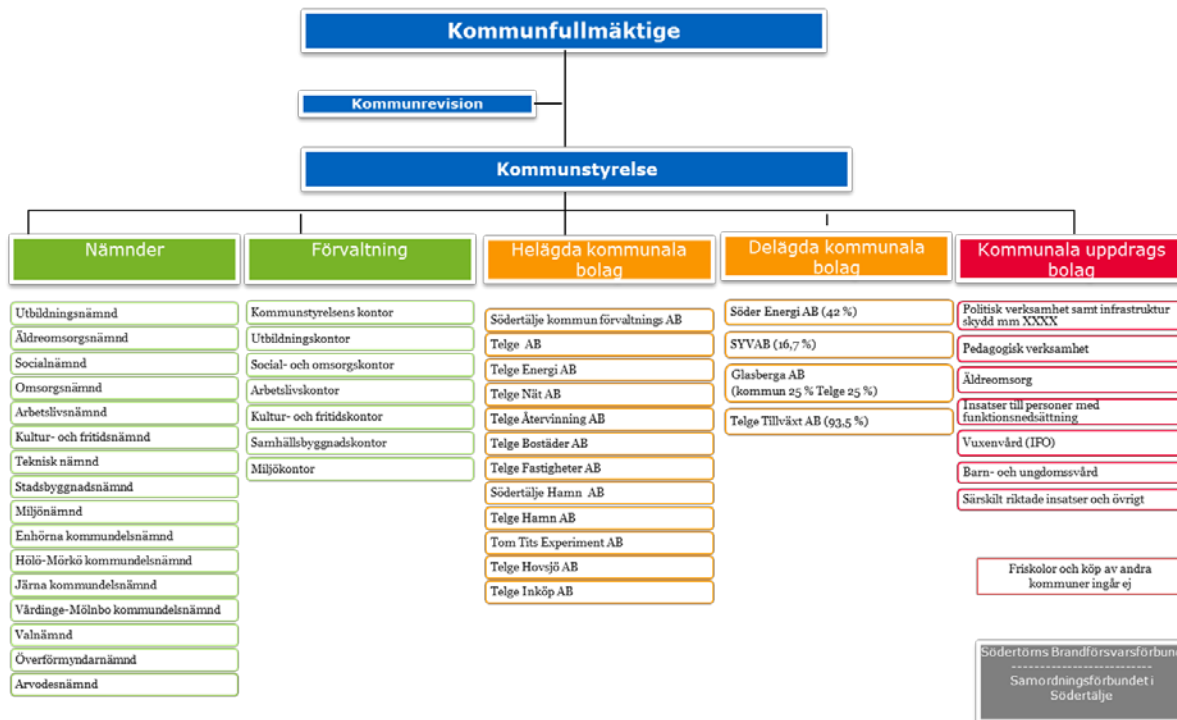 Kommunfullmäktige
Kommunrevision
Kommunstyrelse
Nämnder
Utbildningsnämnd
Äldreomsorgsnämnd
Socialnämnd
Omsorgsnämnd
Arbetslivsnämnd
Kultur- och fritidsnämnd
Teknisk nämnd
Stadsbyggnadsnämnd
Miljönämnd
Enhörna kommundelsnämnd
Hölö-Mörkö kommundelsnämnd
Järna kommundelsnämnd
Vårdinge-Mölnbo kommundelsnämnd
Valnämnd
Överförmyndarnämnd
Arvodesnämnd
Förvaltning
Kommunstyrelsens kontor
Utbildningskontor
Social- och omsorgskontor
Arbetslivskontor
Kultur- och fritidskontor
Samhällsbyggnadskontor
Miljökontor
Helägda kommunala
bolag
Södertälje kommun förvaltnings AB
Telge AB
Telge Energi AB
Telge Nät AB
Telge Återvinning AB
Telge Bostäder AB
Telge Fastigheter AB
Södertälje Hamn AB
Telge Hamn AB
Tom Tits Experiment AB
Telge Hovsjö AB
Telge Inköp AB
Delägda kommunala
bolag
Söder Energi AB (42 %)
SYVAB (16,7 %)
Glasberga AB
(kommun 25 % Telge 25 %)
Telge Tillväxt AB (93,5 %)
Kommunala uppdrags
bolag
Politisk verksamhet samt infrastruktur
skydd mm XXXX
Pedagogisk verksamhet
Äldreomsorg
Insatser till personer med
funktionsnedsättning
Vuxenvård (IFO)
Barn- och ungdomssvård
Särskilt riktade insatser och övrigt
Friskolor och köp av andra
kommuner ingår ej
Södertörns Brandförsvarsförbund
--------------------------
Samordningsförbundet i
Södertälje